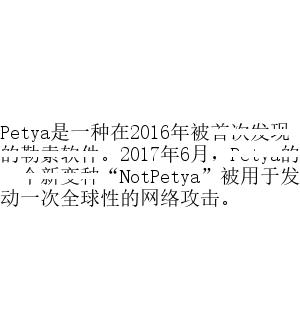 Petya是一种在2016年被首次发现
的勒索软件。2017年6月，Petya的
一个新变种“NotPetya”被用于发
动一次全球性的网络攻击。